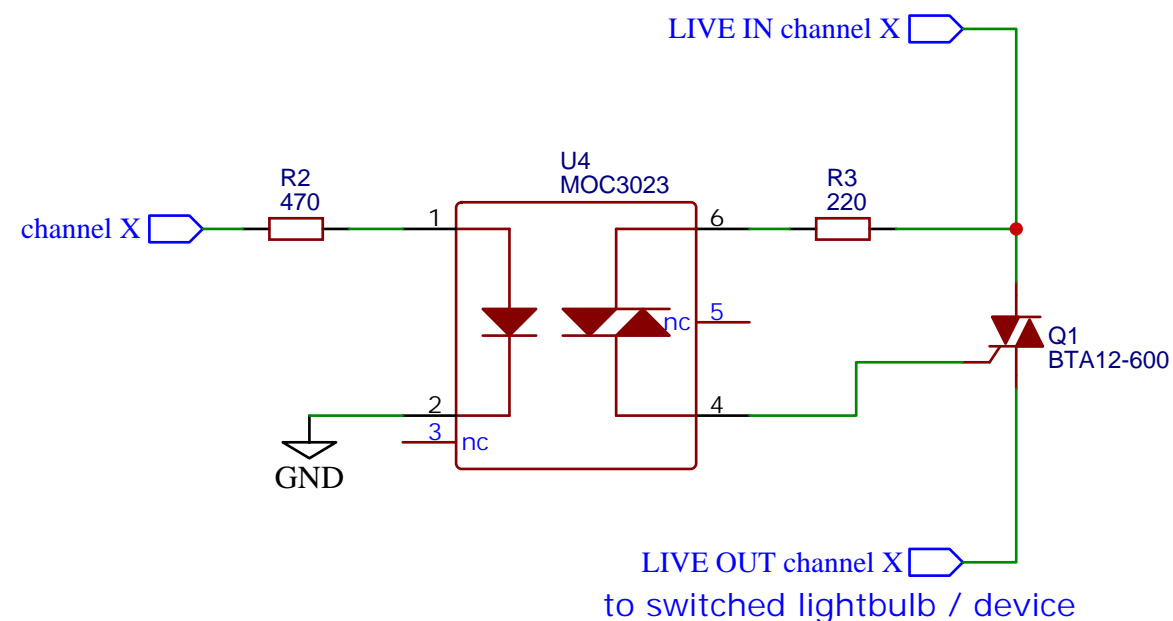 LIVE IN channel X
U4
MOC3023
R2
470
R3
220
channel X
1
6
nc
5
Q1
BTA12-600
2
4
3
nc
GND
LIVE OUT channel X
to switched lightbulb / device